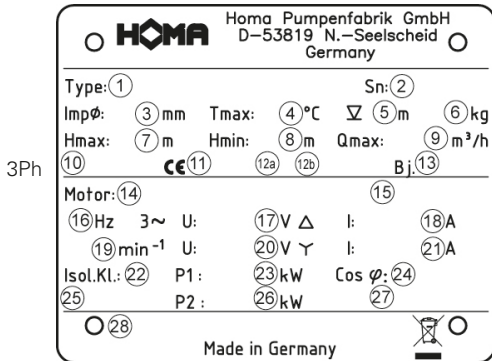 HOMA
Homa Pumpenfabrik GmbH
D-53819 N.-Seelscheid
Germany
Type: 1 Sn: 2
ImpØ: 3 mm Tmax: 4 °C 5 m 6 kg
Hmax: 7 m Hmin: 8 m Qmax: 9 m³/h
3Ph
10 CE 11 12a 12b Bj. 13
Motor: 14 15
16 Hz 3~ U: 17 V △ I: 18 A
19 min⁻¹ U: 20 V Y I: 21 A
Isol.Kl.: 22 P1: 23 kW Cos φ: 24
25 P2: 26 kW 27
28
Made in Germany